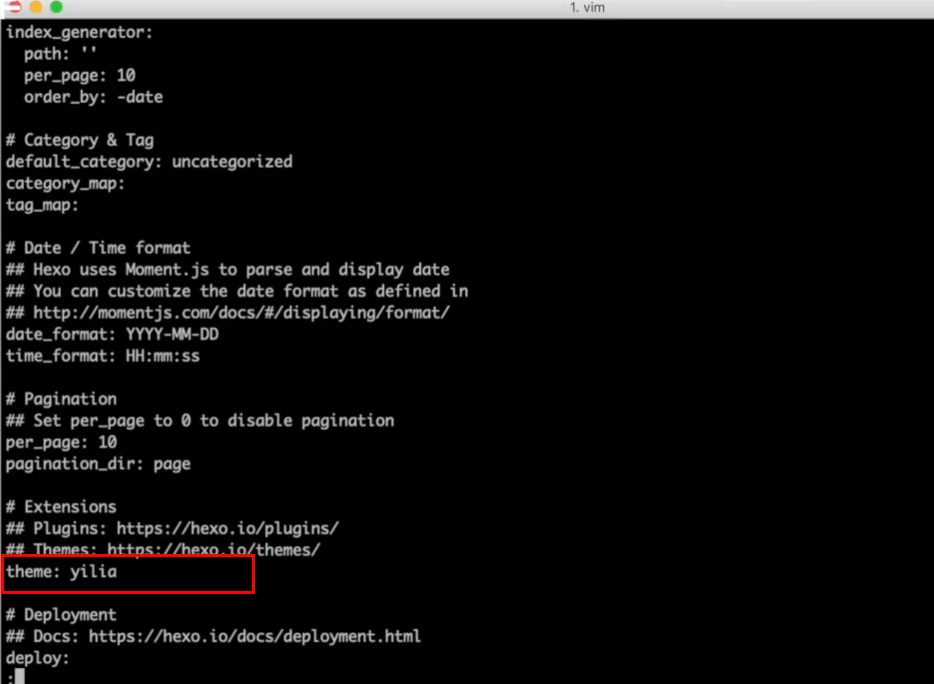 1. vim
index_generator:
  path: ''
  per_page: 10
  order_by: -date
# Category & Tag
default_category: uncategorized
category_map:
tag_map:
# Date / Time format
## Hexo uses Moment.js to parse and display date
## You can customize the date format as defined in
## http://momentjs.com/docs/#/displaying/format/
date_format: YYYY-MM-DD
time_format: HH:mm:ss
# Pagination
## Set per_page to 0 to disable pagination
per_page: 10
pagination_dir: page
# Extensions
## Plugins: https://hexo.io/plugins/
## Themes: https://hexo.io/themes/
theme: yilia
# Deployment
## Docs: https://hexo.io/docs/deployment.html
deploy:
: